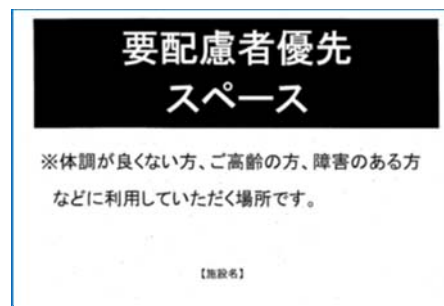 要配慮者優先
スペース
※体調が良くない方、ご高齢の方、障害のある方
などに利用していただく場所です。
【施設名】